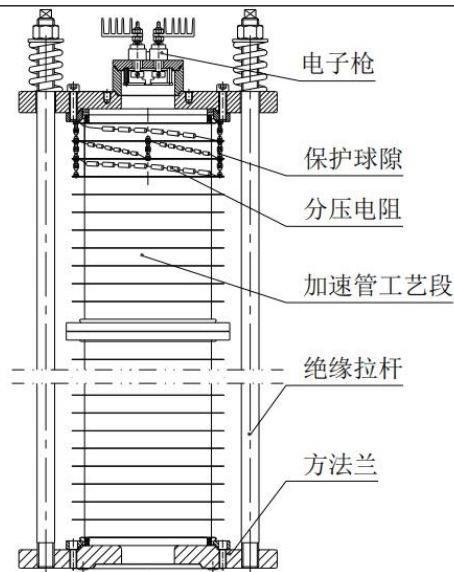 电子枪
保护球隙
分压电阻
加速管工艺段
绝缘拉杆
方法兰